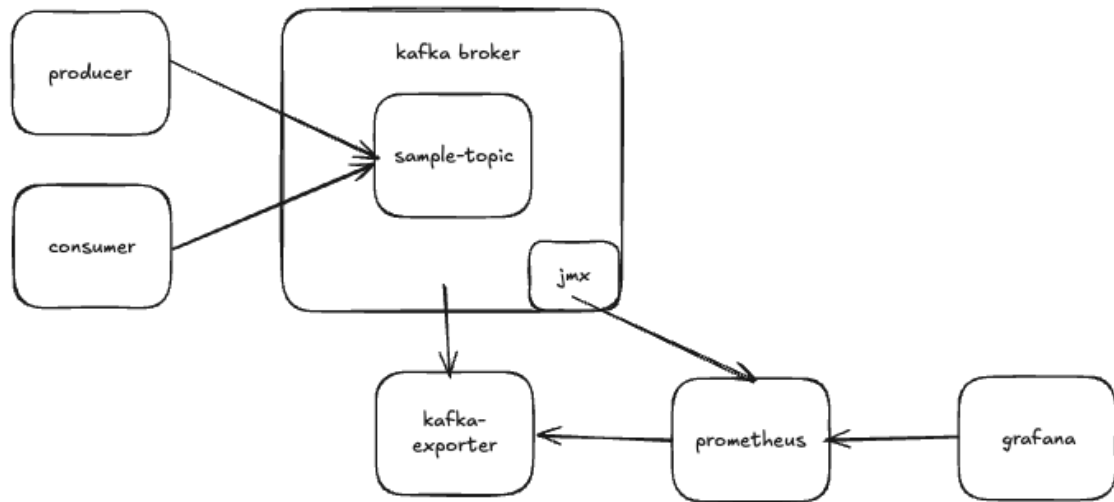 producer
kafka broker
sample-topic
consumer
jmx
kafka-
exporter
prometheus
grafana